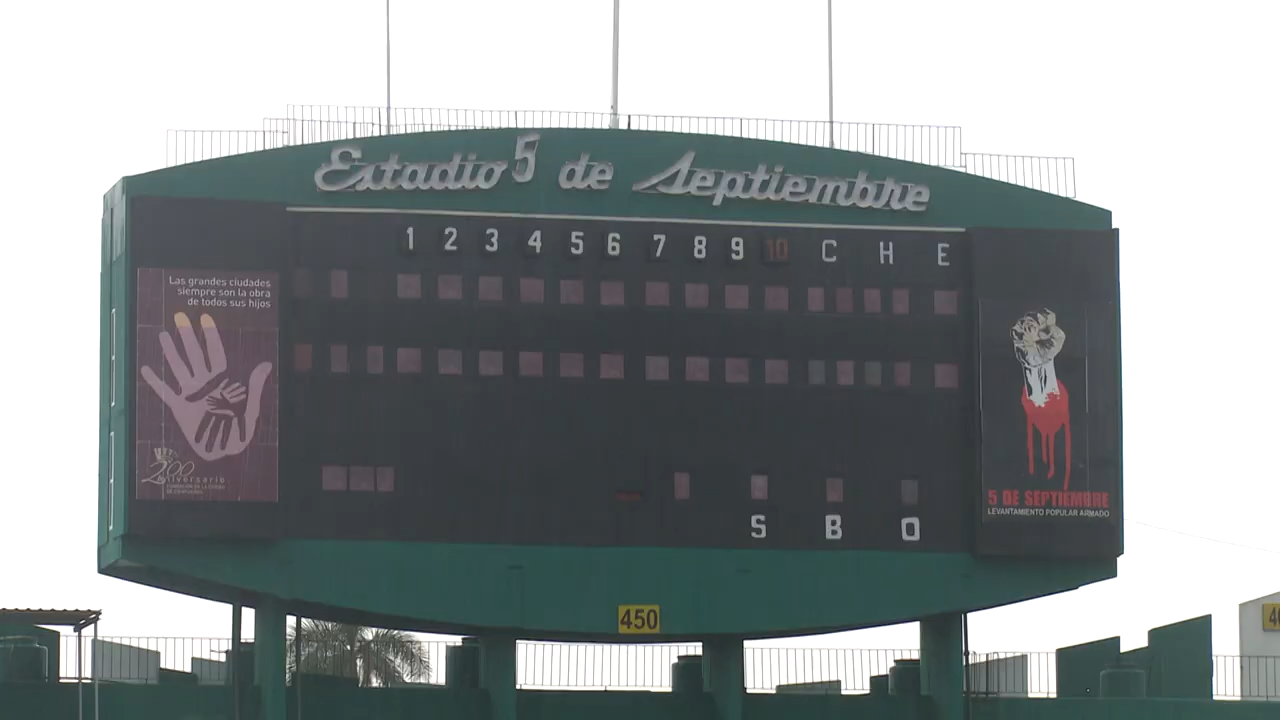 Estadio 5 de Septiembre
1 2 3 4 5 6 7 8 9 10 C H E
Las grandes ciudades
siempre son la obra
de todos sus hijos
200
Aniversario
5 DE SEPTIEMBRE
LEVANTAMIENTO POPULAR ARMADO
S B O
450